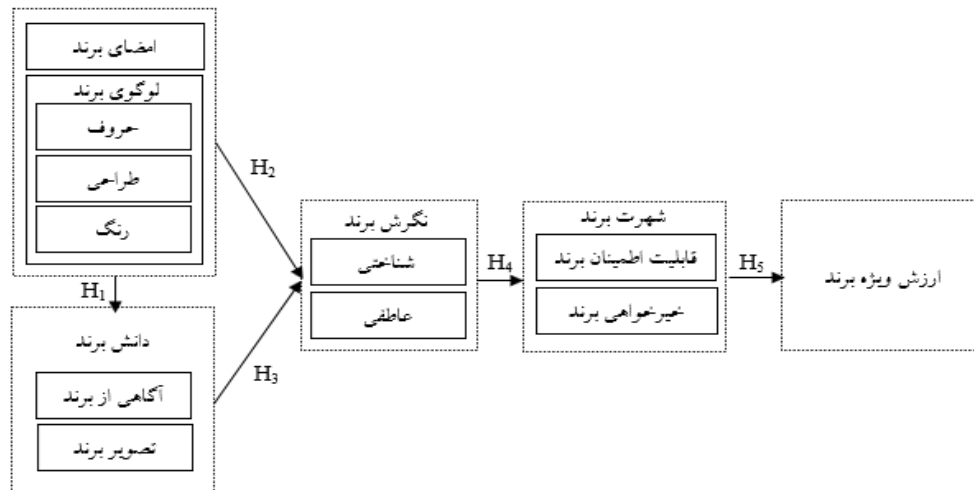 امضای برند
لوگوی برند
حروف
طراحی
رنگ
H₁
H₂
دانش برند
آگاهی از برند
تصویر برند
H₃
نگرش برند
شناختی
عاطفی
H₄
شهرت برند
قابلیت اطمینان برند
خیرخواهی برند
H₅
ارزش ویژه برند